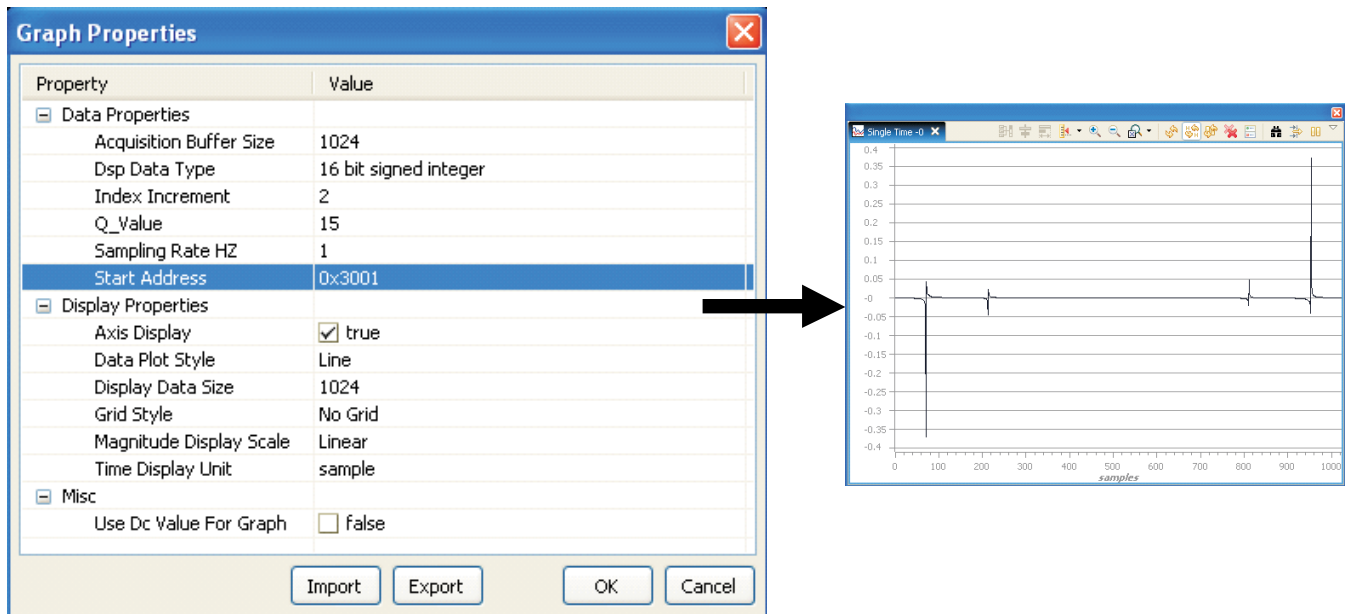 Graph Properties
Property Value
Data Properties
Acquisition Buffer Size 1024
Dsp Data Type 16 bit signed integer
Index Increment 2
Q_Value 15
Sampling Rate HZ 1
Start Address 0x3001
Display Properties
Axis Display true
Data Plot Style Line
Display Data Size 1024
Grid Style No Grid
Magnitude Display Scale Linear
Time Display Unit sample
Misc
Use Dc Value For Graph false
Import Export OK Cancel
Single Time -0
0.4
0.35
0.3
0.25
0.2
0.15
0.1
0.05
-0
-0.05
-0.1
-0.15
-0.2
-0.25
-0.3
-0.35
-0.4
0 100 200 300 400 500 600 700 800 900 1000
samples